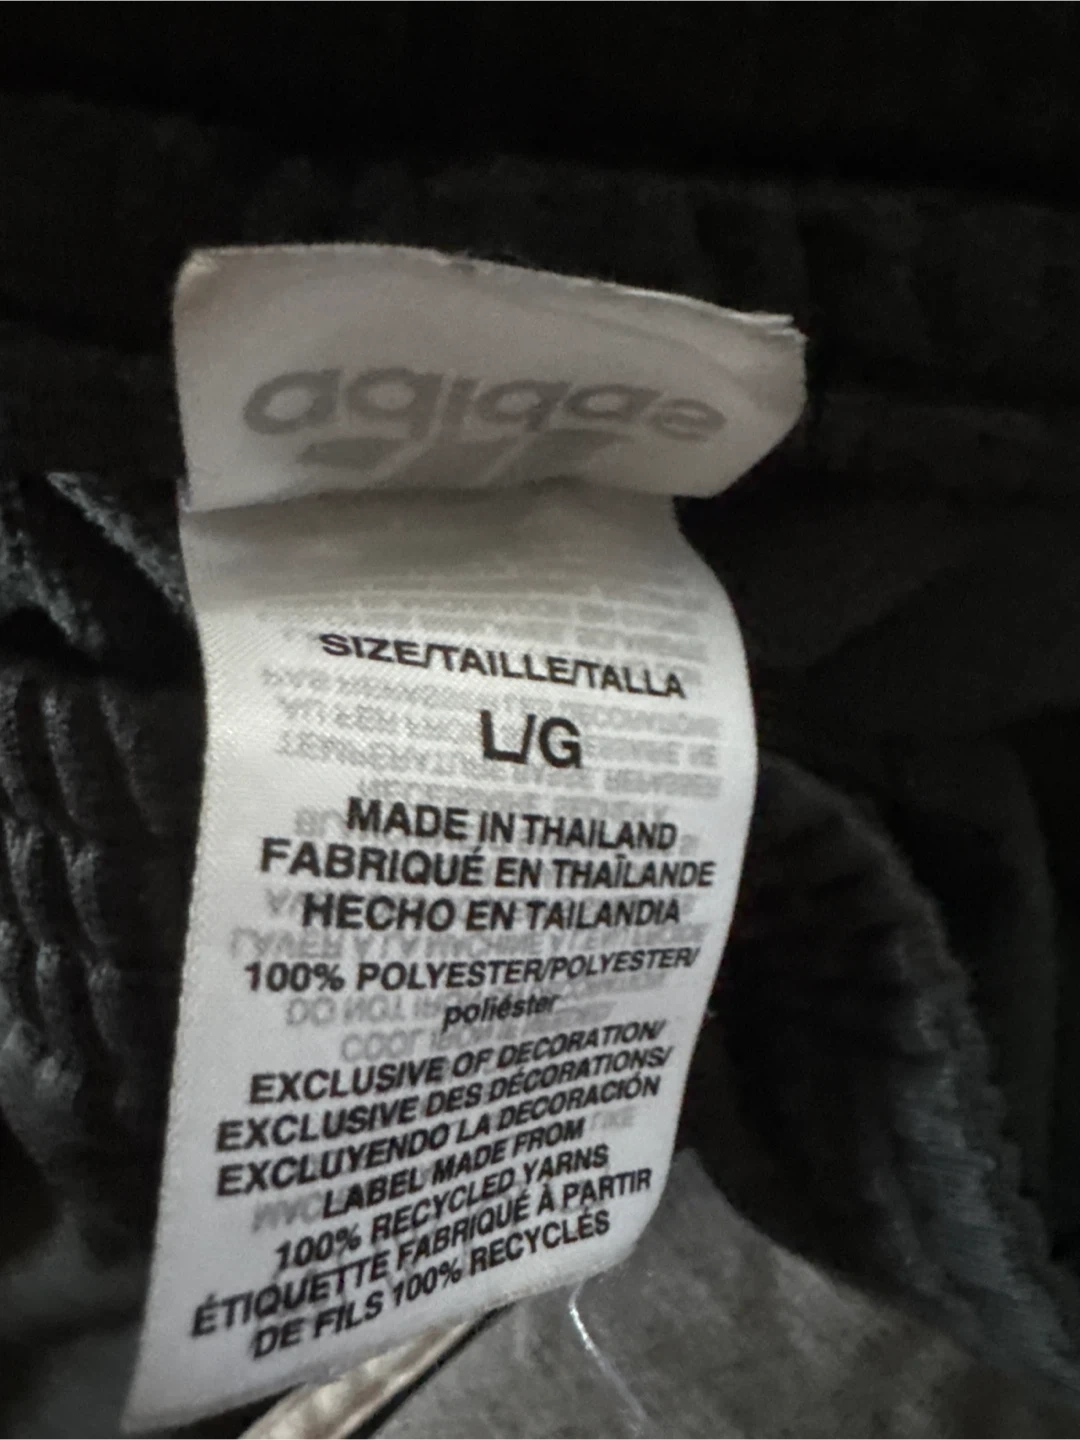 adidas
SIZE/TAILLE/TALLA
L/G
MADE IN THAILAND
FABRIQUÉ EN THAÏLANDE
HECHO EN TAILANDIA
100% POLYESTER/POLYESTER/
poliéster
EXCLUSIVE OF DECORATION/
EXCLUSIVE DES DÉCORATIONS/
EXCLUYENDO LA DECORACIÓN
LABEL MADE FROM
100% RECYCLED YARNS
ÉTIQUETTE FABRIQUÉ À PARTIR
DE FILS 100% RECYCLÉS